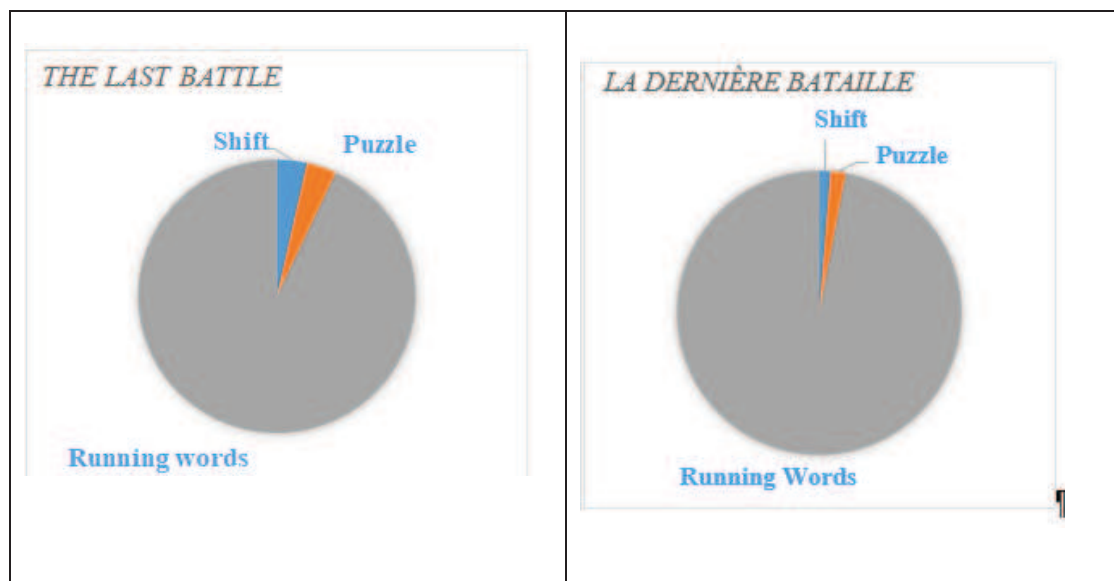 THE LAST BATTLE
Shift
Puzzle
Running words
LA DERNIÈRE BATAILLE
Shift
Puzzle
Running Words
¶